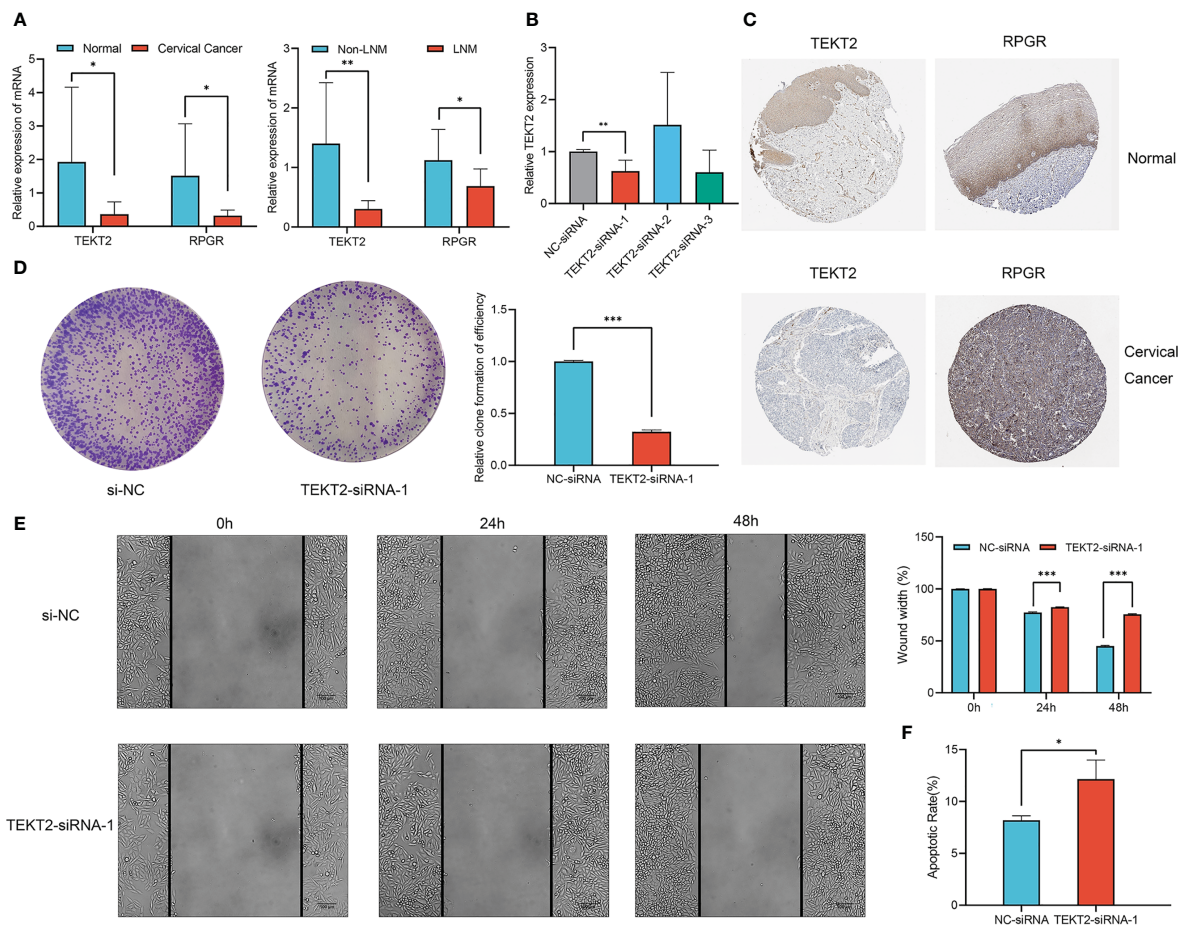 A
Normal
Cervical Cancer
Relative expression of mRNA
5
4
3
2
1
0
*
*
TEKT2
RPGR
Non-LNM
LNM
Relative expression of mRNA
3
2
1
0
**
*
TEKT2
RPGR
B
Relative TEKT2 expression
3
2
1
0
**
NC-siRNA
TEKT2-siRNA-1
TEKT2-siRNA-2
TEKT2-siRNA-3
C
TEKT2
RPGR
Normal
TEKT2
RPGR
Cervical
Cancer
D
si-NC
TEKT2-siRNA-1
Relative clone formation of efficiency
1.5
1.0
0.5
0.0
***
NC-siRNA
TEKT2-siRNA-1
E
0h
24h
48h
si-NC
TEKT2-siRNA-1
NC-siRNA
TEKT2-siRNA-1
Wound width (%)
150
100
50
0
***
***
0h
24h
48h
F
Apoptotic Rate(%)
15
10
5
0
*
NC-siRNA
TEKT2-siRNA-1